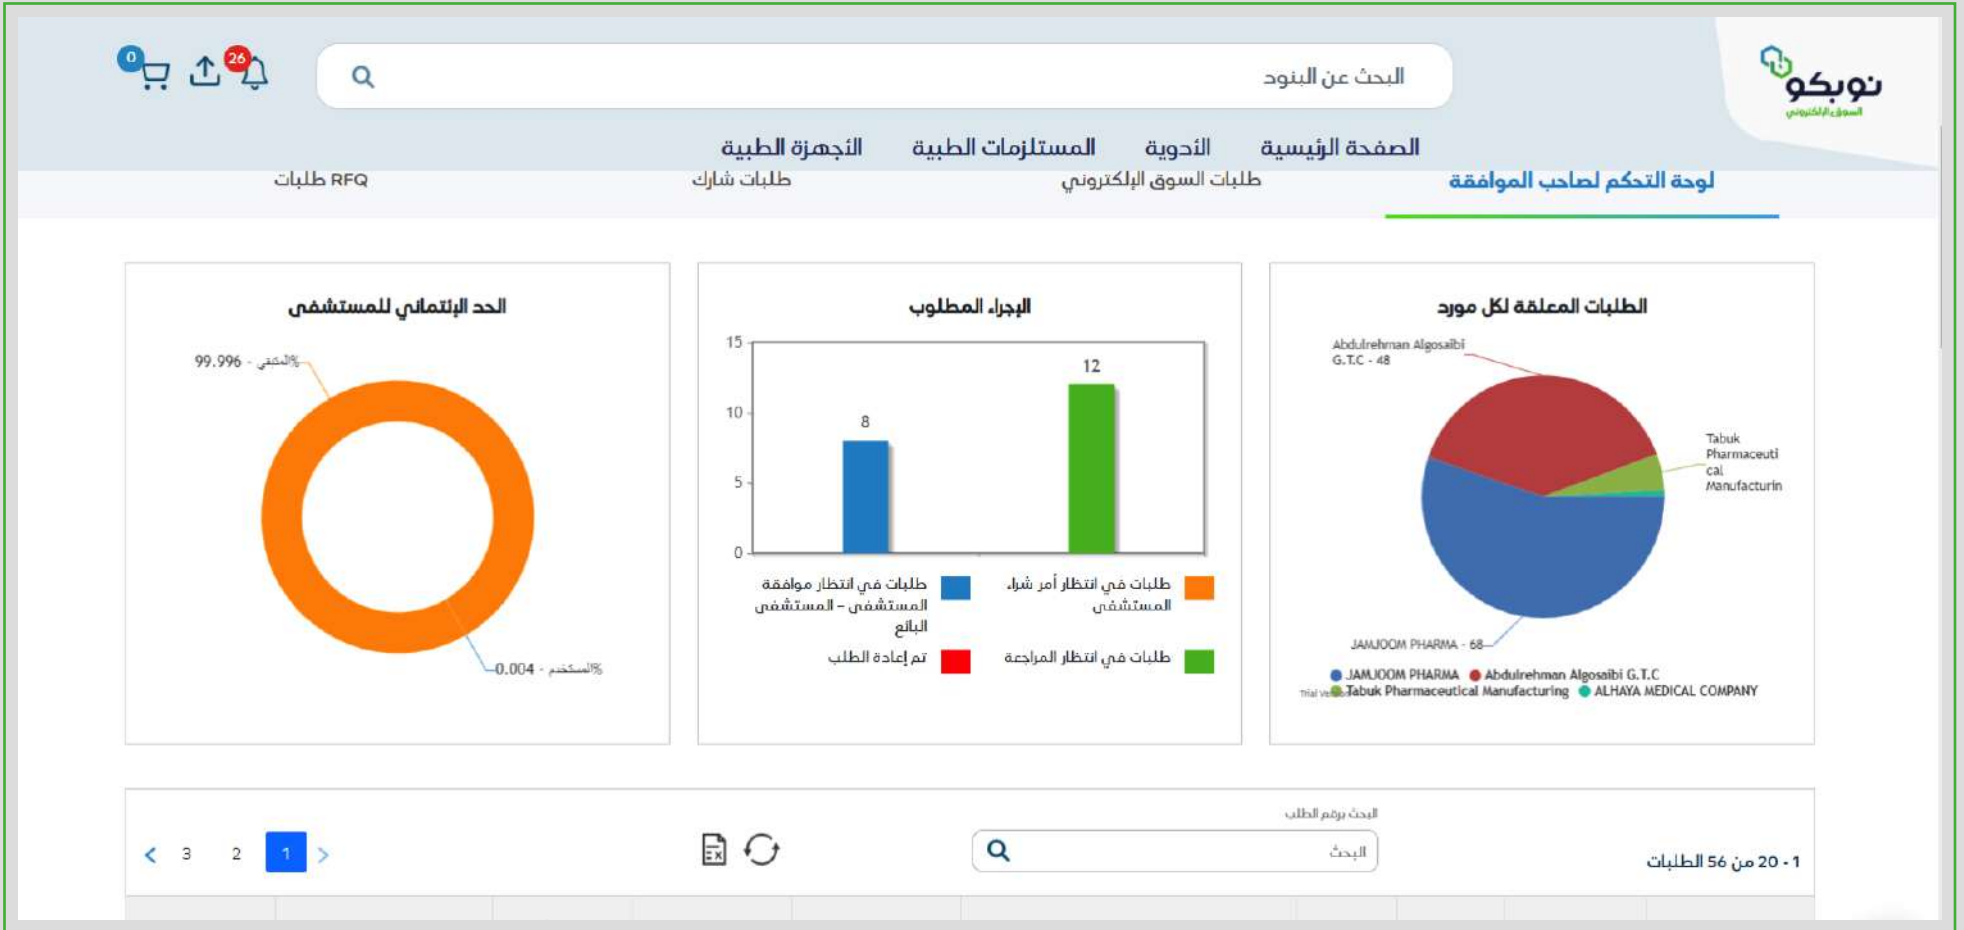 نوبكو
السوق الإلكتروني
البحث عن البنود
26
0
الصفحة الرئيسية
الأدوية
المستلزمات الطبية
الأجهزة الطبية
لوحة التحكم لصاحب الموافقة
طلبات السوق الإلكتروني
طلبات شارك
RFQ طلبات
الطلبات المعلقة لكل مورد
Abdulrehman Algosaibi
G.T.C - 48
Tabuk
Pharmaceuti
cal
Manufacturin
JAMJOOM PHARMA - 68
JAMJOOM PHARMA
Abdulrehman Algosaibi G.T.C
Tabuk Pharmaceutical Manufacturing
ALHAYA MEDICAL COMPANY
الإجراء المطلوب
15
10
5
0
8
12
طلبات في انتظار أمر شراء
المستشفى
طلبات في انتظار موافقة
المستشفى – المستشفى
البائع
طلبات في انتظار المراجعة
تم إعادة الطلب
الحد الإئتماني للمستشفى
%المتبقي - 99.996
%المستخدم - 0.004
1 - 20 من 56 الطلبات
البحث برقم الطلب
البحث
1
2
3